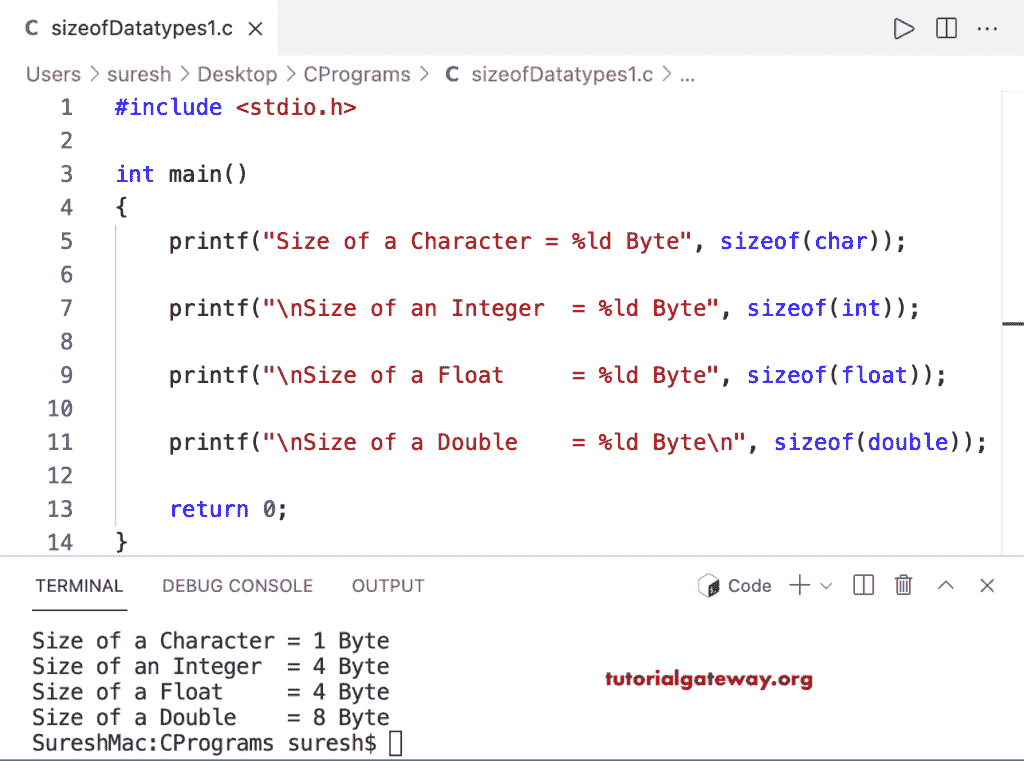 C sizeofDatatypes1.c ×
Users > suresh > Desktop > CPrograms > C sizeofDatatypes1.c > ...
1 #include <stdio.h>
2
3 int main()
4 {
5     printf("Size of a Character = %ld Byte", sizeof(char));
6
7     printf("\nSize of an Integer  = %ld Byte", sizeof(int));
8
9     printf("\nSize of a Float     = %ld Byte", sizeof(float));
10
11     printf("\nSize of a Double    = %ld Byte\n", sizeof(double));
12
13     return 0;
14 }
TERMINAL DEBUG CONSOLE OUTPUT Code
Size of a Character = 1 Byte
Size of an Integer  = 4 Byte
Size of a Float     = 4 Byte
Size of a Double    = 8 Byte
SureshMac:CPrograms suresh$
tutorialgateway.org